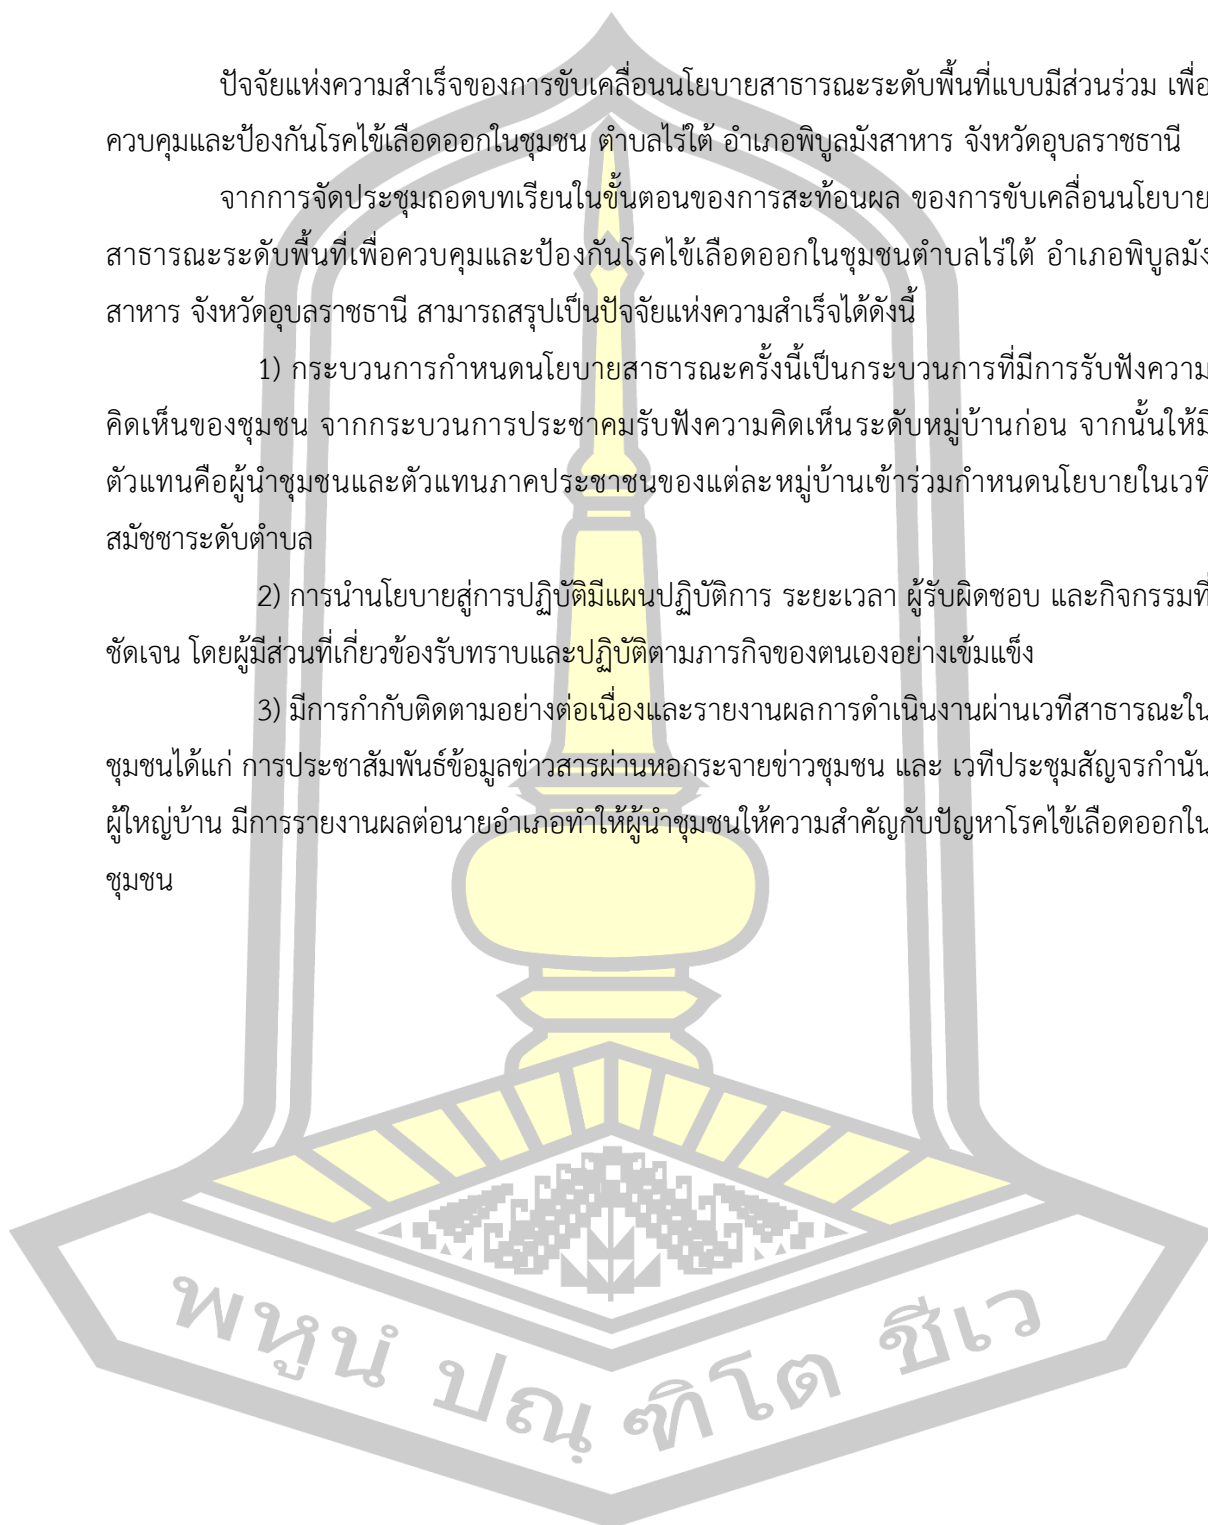 ปัจจัยแห่งความสำเร็จของการขับเคลื่อนนโยบายสาธารณะระดับพื้นที่แบบมีส่วนร่วม เพื่อ
ควบคุมและป้องกันโรคไข้เลือดออกในชุมชน ตำบลไร่ใต้ อำเภอพิบูลมังสาหาร จังหวัดอุบลราชธานี
จากการจัดประชุมถอดบทเรียนในขั้นตอนของการสะท้อนผล ของการขับเคลื่อนนโยบาย
สาธารณะระดับพื้นที่เพื่อควบคุมและป้องกันโรคไข้เลือดออกในชุมชนตำบลไร่ใต้ อำเภอพิบูลมัง
สาหาร จังหวัดอุบลราชธานี สามารถสรุปเป็นปัจจัยแห่งความสำเร็จได้ดังนี้
1) กระบวนการกำหนดนโยบายสาธารณะครั้งนี้เป็นกระบวนการที่มีการรับฟังความ
คิดเห็นของชุมชน จากกระบวนการประชาคมรับฟังความคิดเห็นระดับหมู่บ้านก่อน จากนั้นให้มี
ตัวแทนคือผู้นำชุมชนและตัวแทนภาคประชาชนของแต่ละหมู่บ้านเข้าร่วมกำหนดนโยบายในเวที
สมัชชาระดับตำบล
2) การนำนโยบายสู่การปฏิบัติมีแผนปฏิบัติการ ระยะเวลา ผู้รับผิดชอบ และกิจกรรมที่
ชัดเจน โดยผู้มีส่วนที่เกี่ยวข้องรับทราบและปฏิบัติตามภารกิจของตนเองอย่างเข้มแข็ง
3) มีการกำกับติดตามอย่างต่อเนื่องและรายงานผลการดำเนินงานผ่านเวทีสาธารณะใน
ชุมชนได้แก่ การประชาสัมพันธ์ข้อมูลข่าวสารผ่านหอกระจายข่าวชุมชน และ เวทีประชุมสัญจรกำนัน
ผู้ใหญ่บ้าน มีการรายงานผลต่อนายอำเภอทำให้ผู้นำชุมชนให้ความสำคัญกับปัญหาโรคไข้เลือดออกใน
ชุมชน
พหูนํ ปณฺฑิโต ชีเว